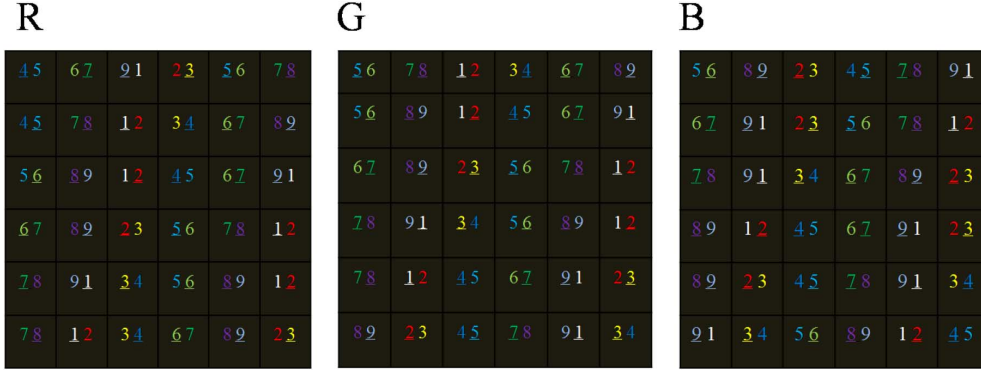 R G B
45 67 91 23 56 78 56 78 12 34 67 89 56 89 23 45 78 91
45 78 12 34 67 89 56 89 12 45 67 91 67 91 23 56 78 12
56 89 12 45 67 91 67 89 23 56 78 12 78 91 34 67 89 23
67 89 23 56 78 12 78 91 34 56 89 12 89 12 45 67 91 23
78 91 34 56 89 12 78 12 45 67 91 23 89 23 45 78 91 34
78 12 34 67 89 23 89 23 45 78 91 34 91 34 56 89 12 45